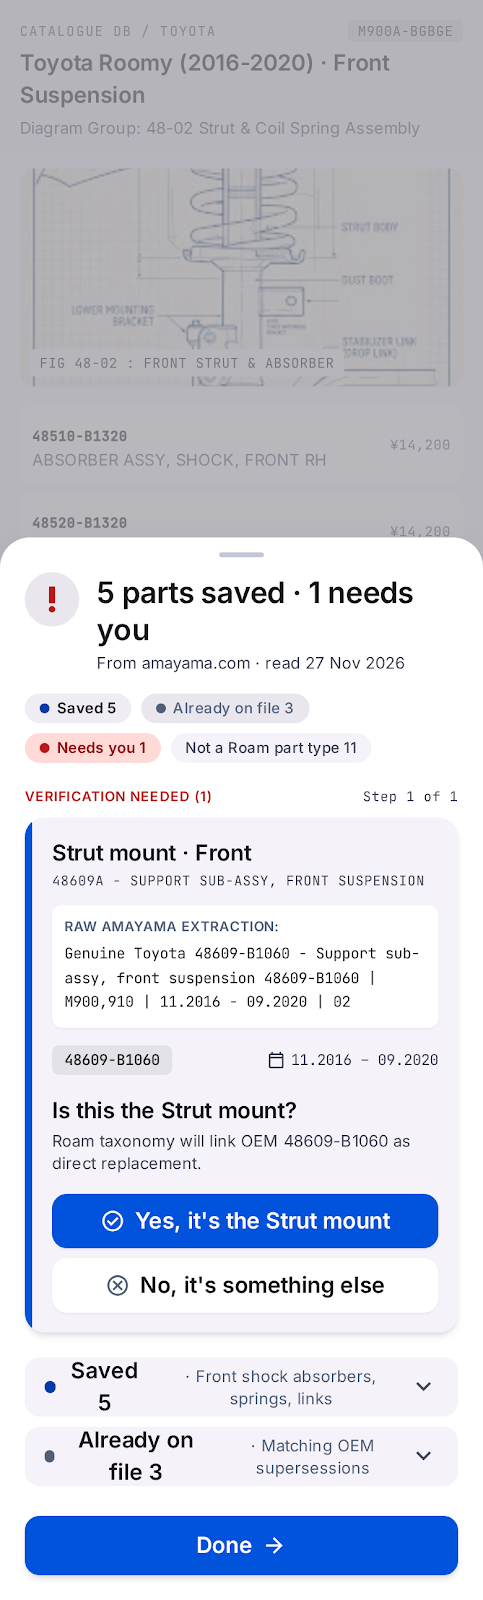 CATALOGUE DB / TOYOTA
M900A-BGBGE
Toyota Roomy (2016-2020) · Front
Suspension
Diagram Group: 48-02 Strut & Coil Spring Assembly
STRUT BODY
DUST BOOT
LOWER MOUNTING
BRACKET
STABILIZER LINK
(DROP LINK)
FIG 48-02 : FRONT STRUT & ABSORBER
48510-B1320
ABSORBER ASSY, SHOCK, FRONT RH
¥14,200
48520-B1320
¥14,200
!
5 parts saved · 1 needs
you
From amayama.com · read 27 Nov 2026
Saved 5
Already on file 3
Needs you 1
Not a Roam part type 11
VERIFICATION NEEDED (1)
Step 1 of 1
Strut mount · Front
48609A - SUPPORT SUB-ASSY, FRONT SUSPENSION
RAW AMAYAMA EXTRACTION:
Genuine Toyota 48609-B1060 - Support sub-
assy, front suspension 48609-B1060 |
M900,910 | 11.2016 - 09.2020 | 02
48609-B1060
11.2016 – 09.2020
Is this the Strut mount?
Roam taxonomy will link OEM 48609-B1060 as
direct replacement.
Yes, it's the Strut mount
No, it's something else
Saved
5
· Front shock absorbers,
springs, links
Already on
file 3
· Matching OEM
supersessions
Done →